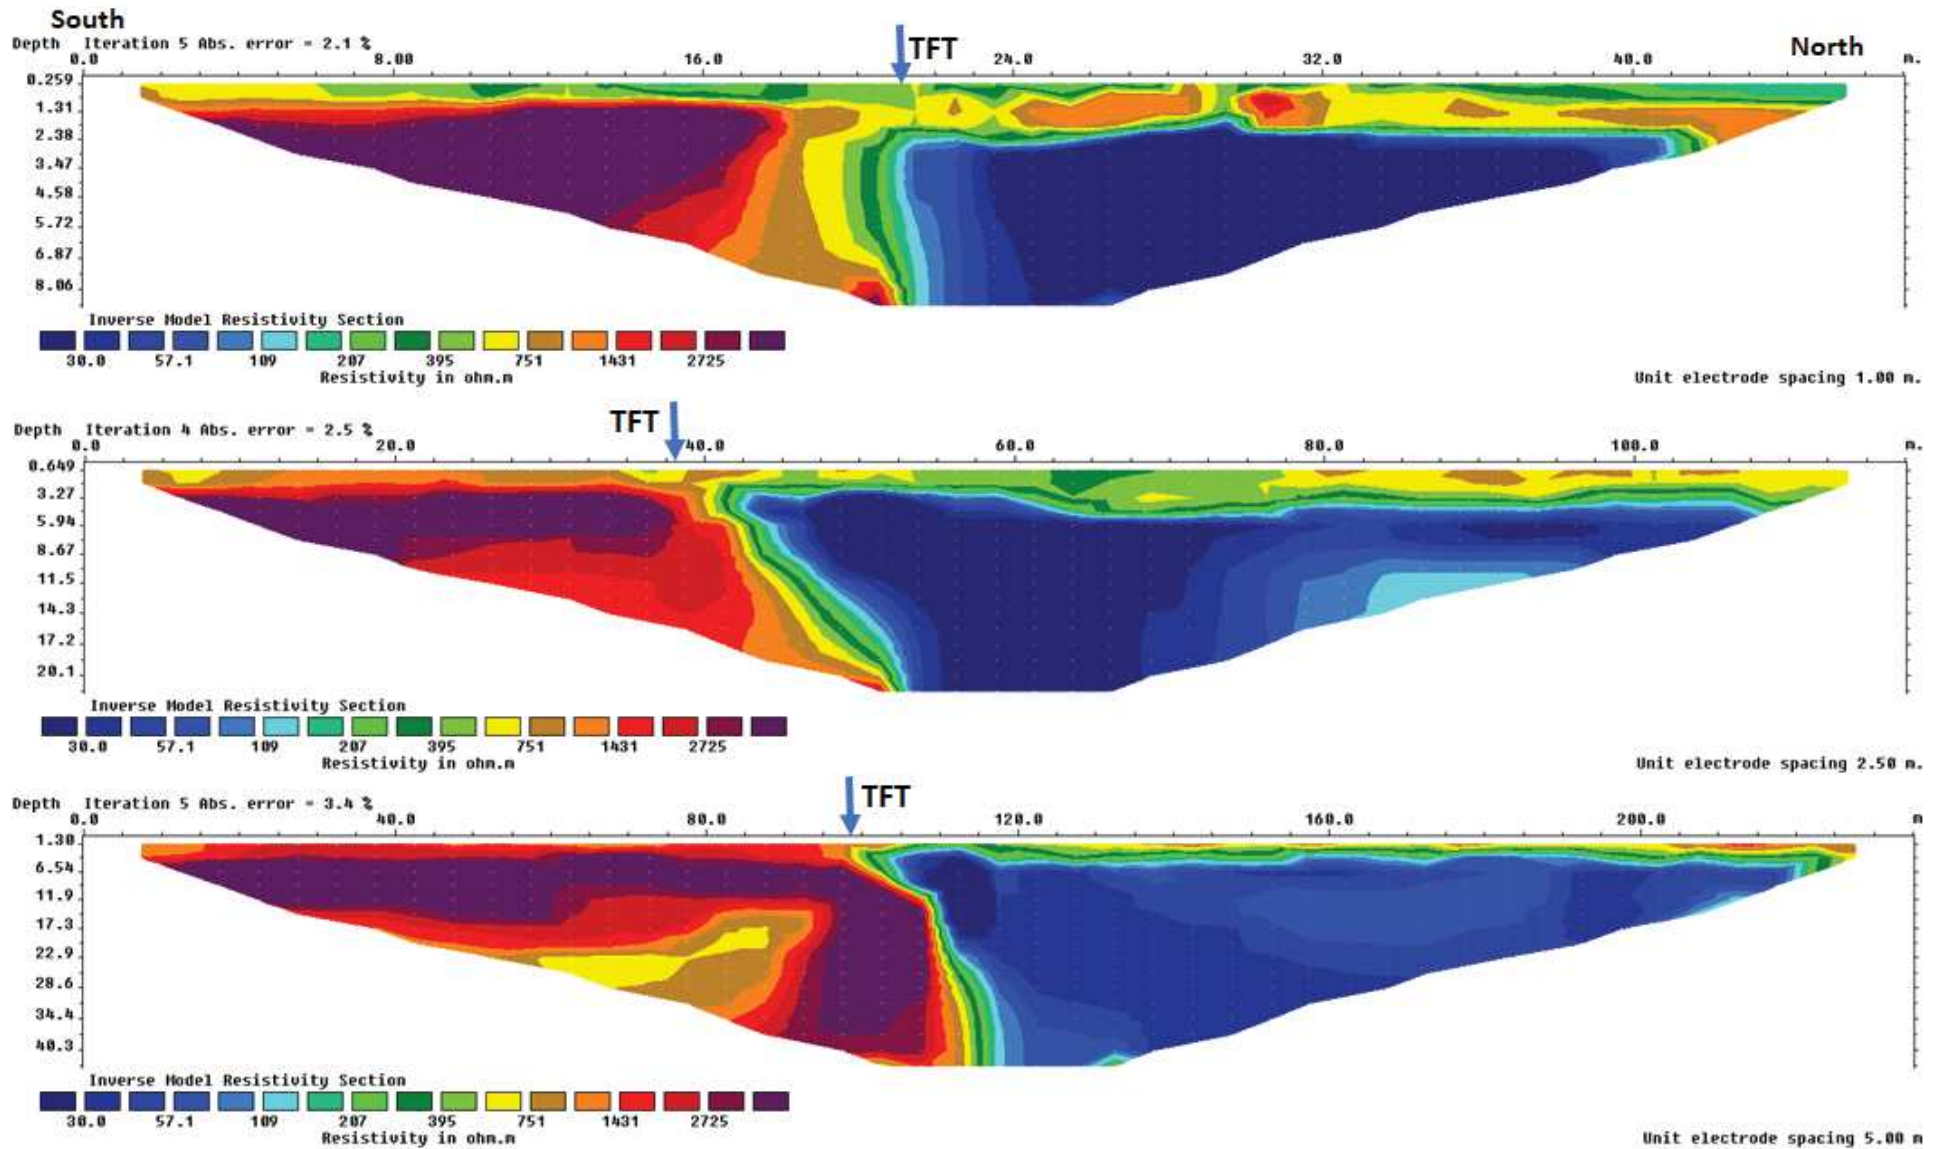 South
Depth Iteration 5 Abs. error = 2.1 %
TFT
North
0.0 8.00 16.0 24.0 32.0 40.0 m.
0.259
1.31
2.38
3.47
4.58
5.72
6.87
8.06
Inverse Model Resistivity Section
30.0 57.1 109 207 395 751 1431 2725
Resistivity in ohm.m
Unit electrode spacing 1.00 m.
TFT
Depth Iteration 4 Abs. error = 2.5 %
0.0 20.0 40.0 60.0 80.0 100.0 m.
0.649
3.27
5.94
8.67
11.5
14.3
17.2
20.1
Inverse Model Resistivity Section
30.0 57.1 109 207 395 751 1431 2725
Resistivity in ohm.m
Unit electrode spacing 2.50 m.
TFT
Depth Iteration 5 Abs. error = 3.4 %
0.0 40.0 80.0 120.0 160.0 200.0 m
1.30
6.54
11.9
17.3
22.9
28.6
34.4
40.3
Inverse Model Resistivity Section
30.0 57.1 109 207 395 751 1431 2725
Resistivity in ohm.m
Unit electrode spacing 5.00 m